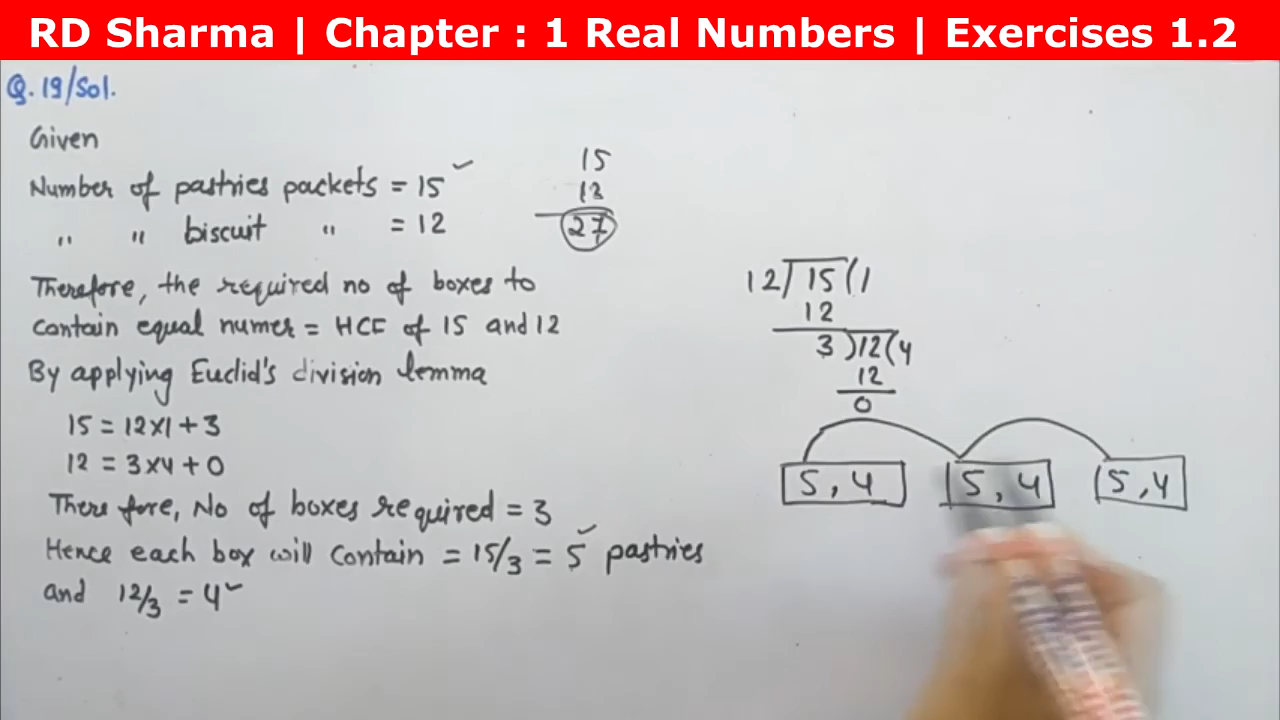 RD Sharma | Chapter : 1 Real Numbers | Exercises 1.2
Q. 19/Sol.
Given
Number of pastries packets = 15
" " biscuit " = 12
Therefore, the required no of boxes to
contain equal numer = HCF of 15 and 12
By applying Euclid's division lemma
15 = 12x1 + 3
12 = 3x4 + 0
There fore, No of boxes required = 3
Hence each box will contain = 15/3 = 5 pastries
and 12/3 = 4
15
12
27
12) 15 (1
12
3 ) 12 ( 4
12
0
5, 4 5, 4 5, 4